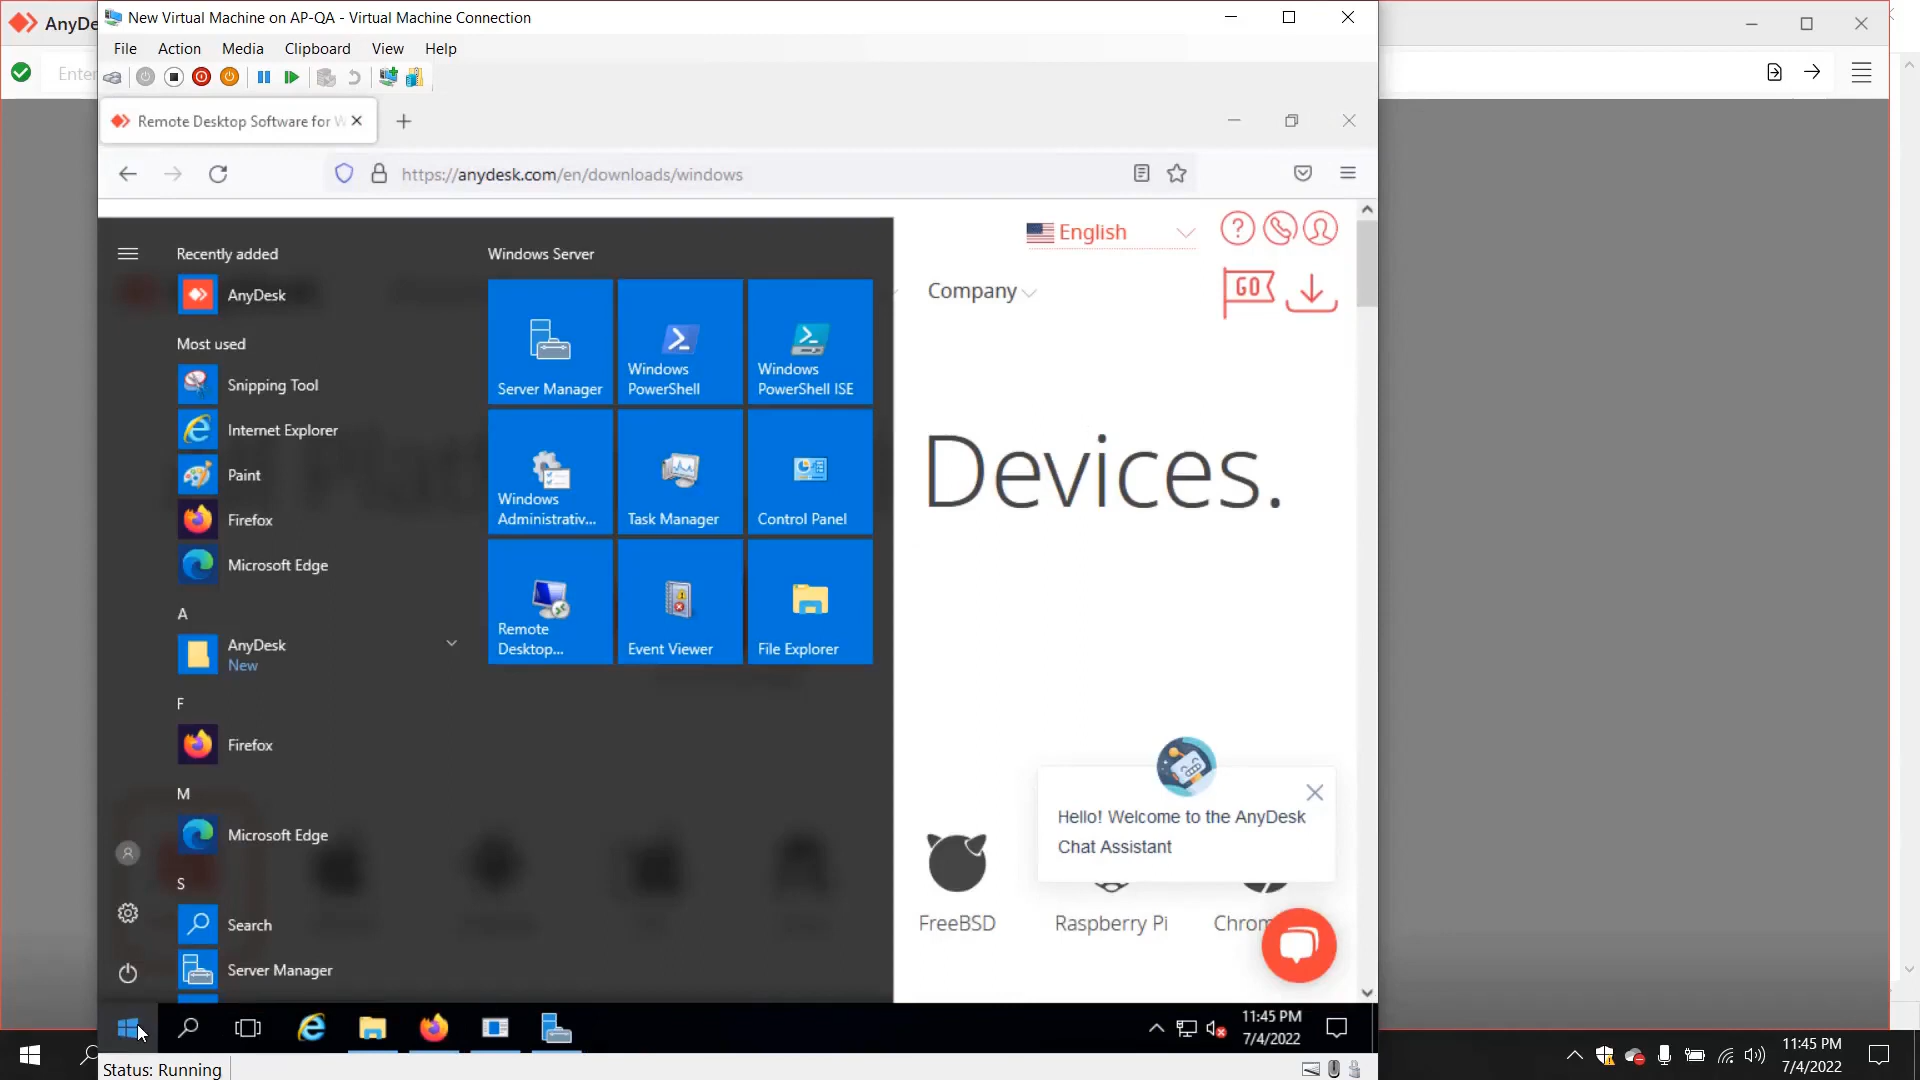 AnyDe
New Virtual Machine on AP-QA - Virtual Machine Connection
File Action Media Clipboard View Help
Enter
Remote Desktop Software for W
https://anydesk.com/en/downloads/windows
Recently added
AnyDesk
Most used
Snipping Tool
Internet Explorer
Paint
Firefox
Microsoft Edge
A
AnyDesk
New
F
Firefox
M
Microsoft Edge
S
Search
Server Manager
Windows Server
Server Manager
Windows
PowerShell
Windows
PowerShell ISE
Windows
Administrativ...
Task Manager
Control Panel
Remote
Desktop...
Event Viewer
File Explorer
English
Company
GO
Devices.
Hello! Welcome to the AnyDesk
Chat Assistant
FreeBSD
Raspberry Pi
Chrom
11:45 PM
7/4/2022
Status: Running
11:45 PM
7/4/2022